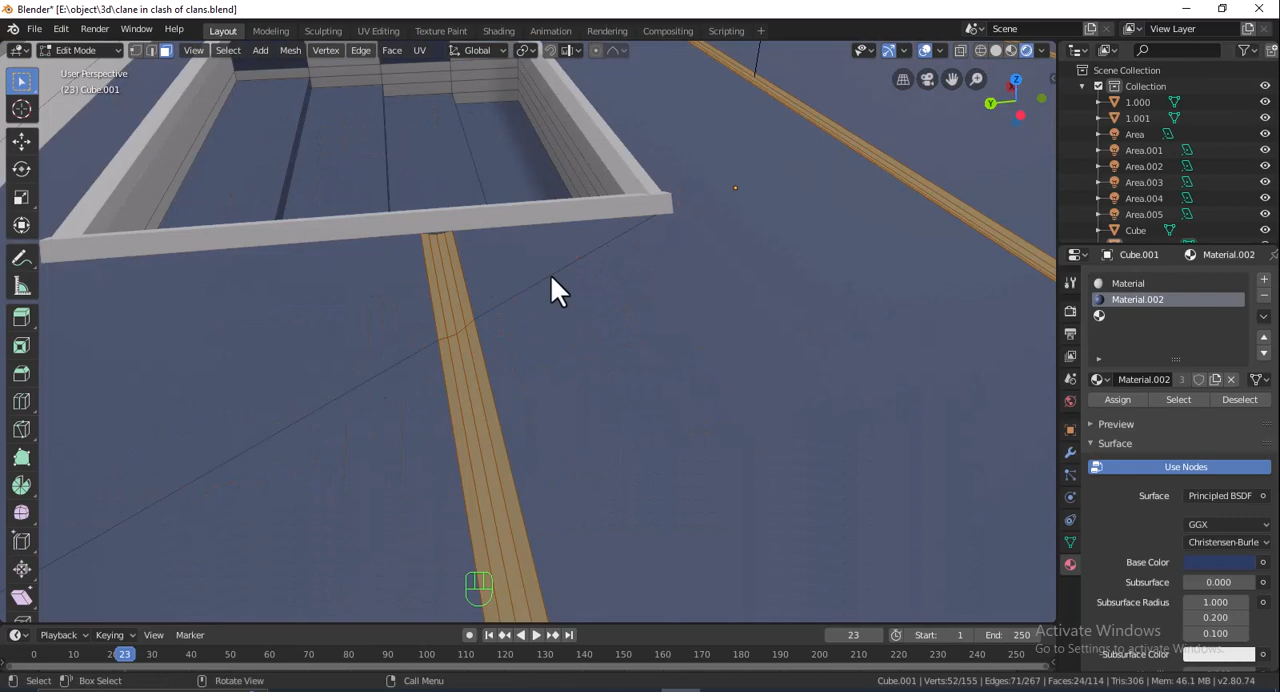 Blender* [E:\object\3d\clane in clash of clans.blend]
File Edit Render Window Help Layout Modeling Sculpting UV Editing Texture Paint Shading Animation Rendering Compositing Scripting Scene View Layer
Edit Mode View Select Add Mesh Vertex Edge Face UV Global
User Perspective
(23) Cube.001
Z
Y
Scene Collection
Collection
1.000
1.001
Area
Area.001
Area.002
Area.003
Area.004
Area.005
Cube
Cube.001 Material.002
Material
Material.002
Material.002 3
Assign Select Deselect
Preview
Surface
Use Nodes
Surface Principled BSDF
GGX
Christensen-Burle
Base Color
Subsurface 0.000
Subsurface Radius 1.000
0.200
0.100
Subsurface Color
Activate Windows
Go to Settings to activate Windows.
Playback Keying View Marker 23 Start: 1 End: 250
0 10 23 30 40 50 60 70 80 90 100 110 120 130 140 150 160 170 180 190 200 210 220 230 240 250
Select Box Select Rotate View Call Menu Cube.001 | Verts:52/155 | Edges:71/267 | Faces:24/114 | Tris:306 | Mem: 46.1 MB | v2.80.74